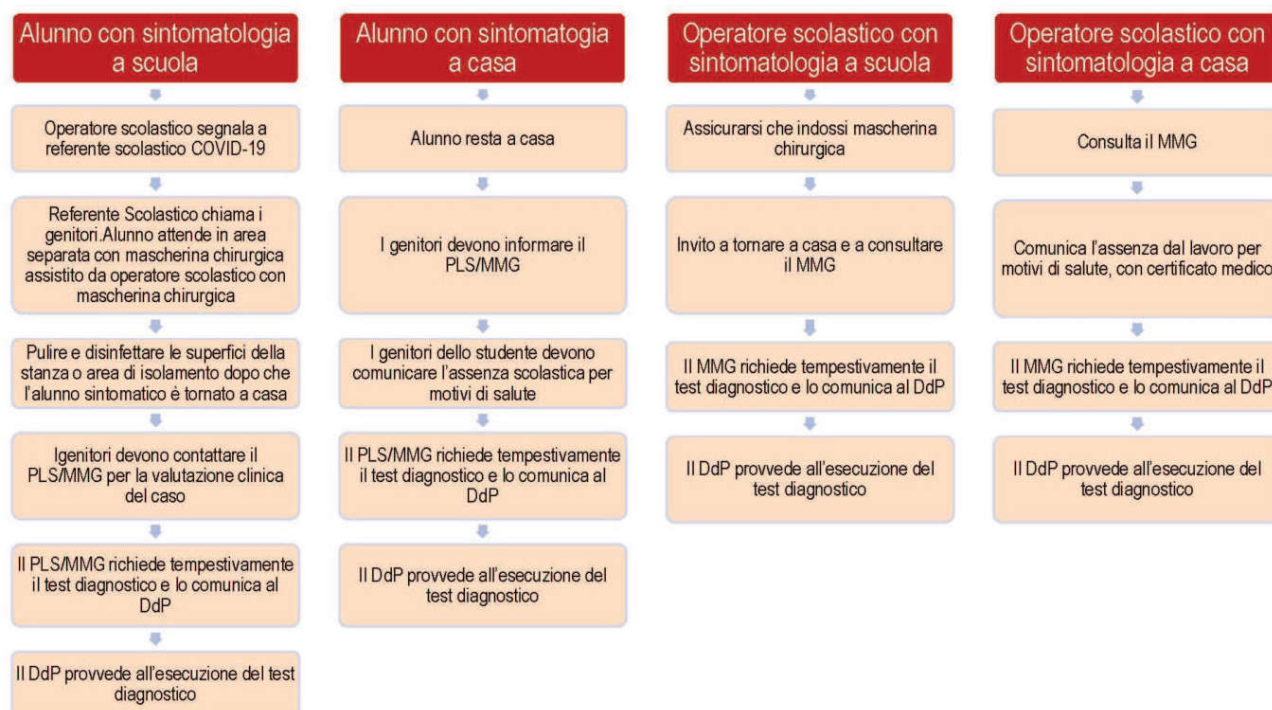 Alunno con sintomatologia
a scuola
Operatore scolastico segnala a
referente scolastico COVID-19
Referente Scolastico chiama i
genitori.Alunno attende in area
separata con mascherina chirurgica
assistito da operatore scolastico con
mascherina chirurgica
Pulire e disinfettare le superfici della
stanza o area di isolamento dopo che
l'alunno sintomatico è tornato a casa
Igenitori devono contattare il
PLS/MMG per la valutazione clinica
del caso
Il PLS/MMG richiede tempestivamente
il test diagnostico e lo comunica al
DdP
Il DdP provvede all'esecuzione del test
diagnostico
Alunno con sintomatogia
a casa
Alunno resta a casa
I genitori devono informare il
PLS/MMG
I genitori dello studente devono
comunicare l'assenza scolastica per
motivi di salute
Il PLS/MMG richiede tempestivamente
il test diagnostico e lo comunica al
DdP
Il DdP provvede all'esecuzione del
test diagnostico
Operatore scolastico con
sintomatologia a scuola
Assicurarsi che indossi mascherina
chirurgica
Invito a tornare a casa e a consultare
il MMG
Il MMG richiede tempestivamente il
test diagnostico e lo comunica al DdP
Il DdP provvede all'esecuzione del
test diagnostico
Operatore scolastico con
sintomatologia a casa
Consulta il MMG
Comunica l'assenza dal lavoro per
motivi di salute, con certificato medico
Il MMG richiede tempestivamente il
test diagnostico e lo comunica al DdP
Il DdP provvede all'esecuzione del
test diagnostico